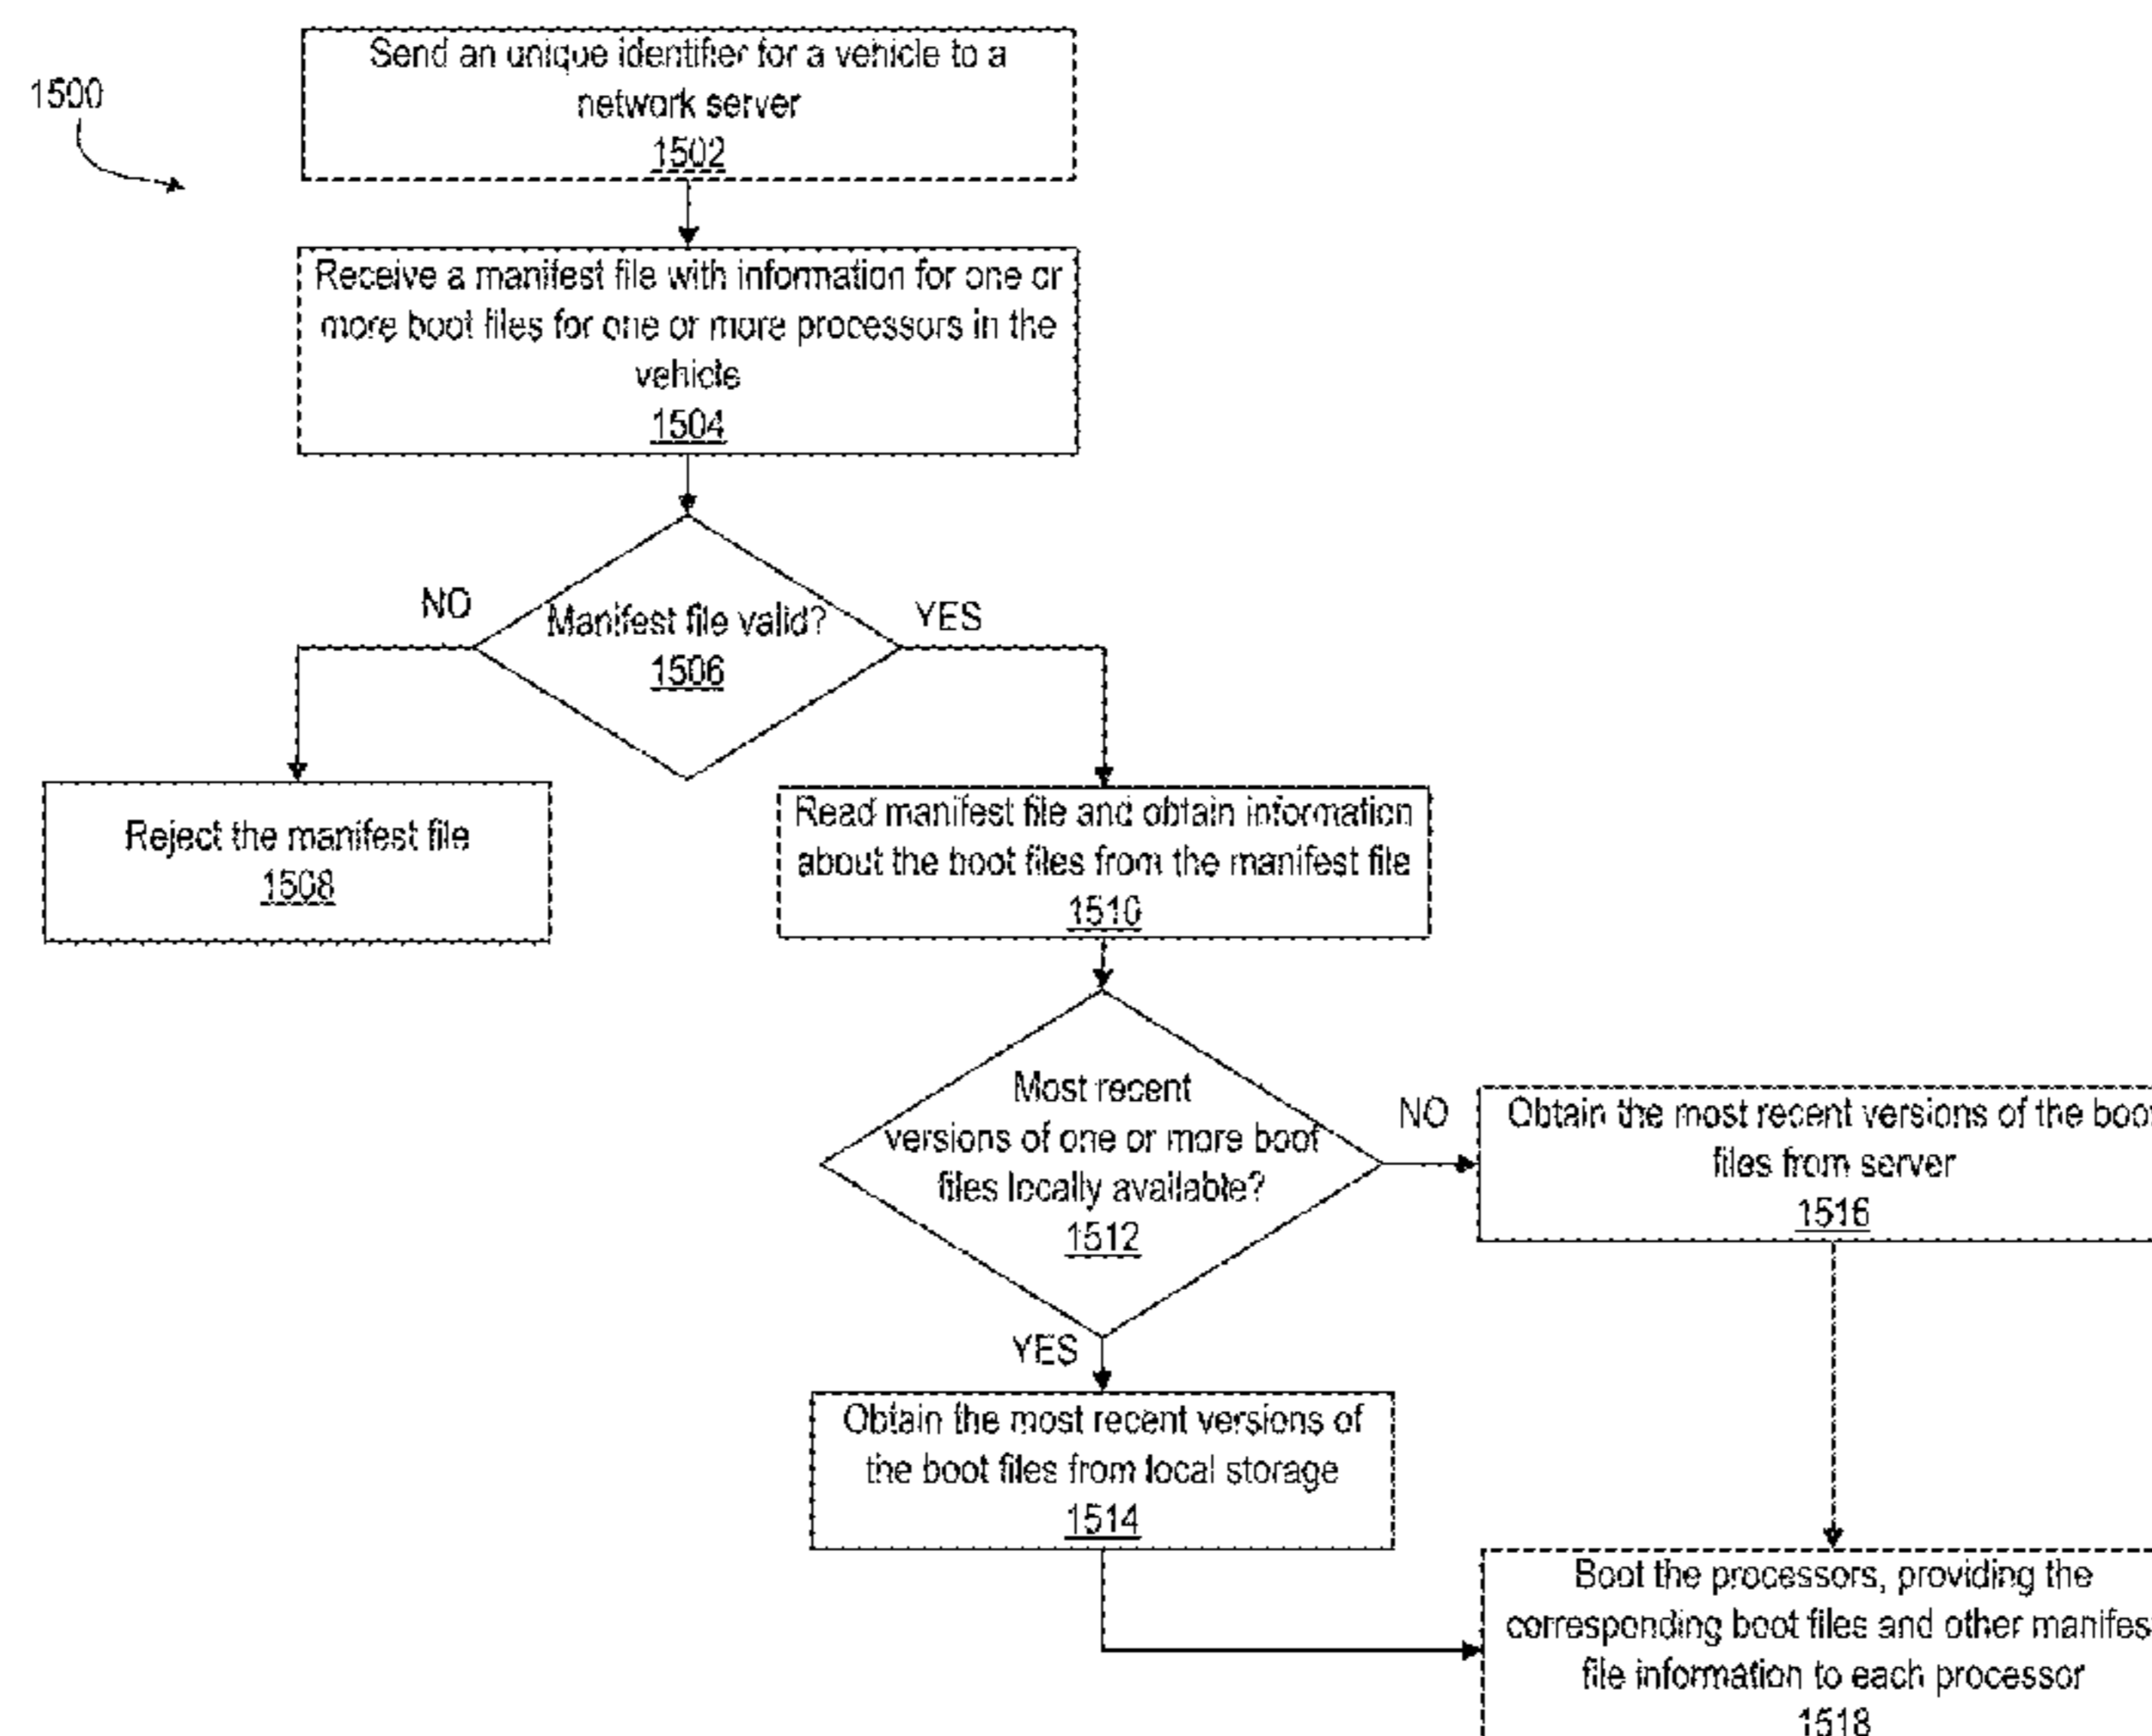 1500
Send an unique identifier for a vehicle to a
network server
1502
Receive a manifest file with information for one or
more boot files for one or more processors in the
vehicle
1504
NO
Manifest file valid?
1506
YES
Reject the manifest file
1508
Read manifest file and obtain information
about the boot files from the manifest file
1510
Most recent
versions of one or more boot
files locally available?
1512
NO
Obtain the most recent versions of the boot
files from server
1516
YES
Obtain the most recent versions of
the boot files from local storage
1514
Boot the processors, providing the
corresponding boot files and other manifest
file information to each processor
1518